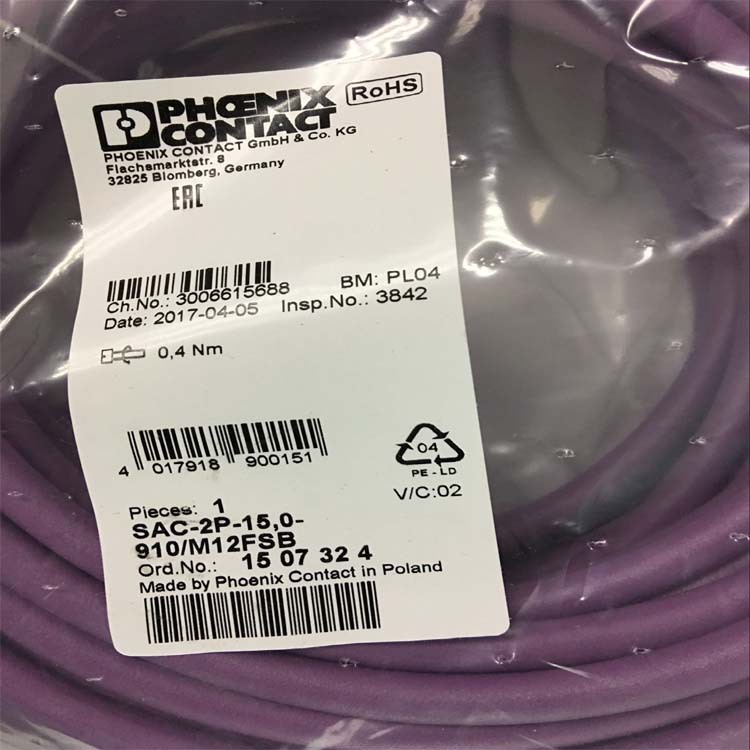 PHŒNIX
CONTACT
RoHS
PHOENIX CONTACT GmbH & Co. KG
Flachsmarktstr. 8
32825 Blomberg, Germany
EAC
Ch.No.: 3006615688
BM: PL04
Date: 2017-04-05
Insp.No.: 3842
0,4 Nm
4 017918 900151
04
PE-LD
V/C:02
Pieces: 1
SAC-2P-15,0-
910/M12FSB
Ord.No.: 15 07 32 4
Made by Phoenix Contact in Poland